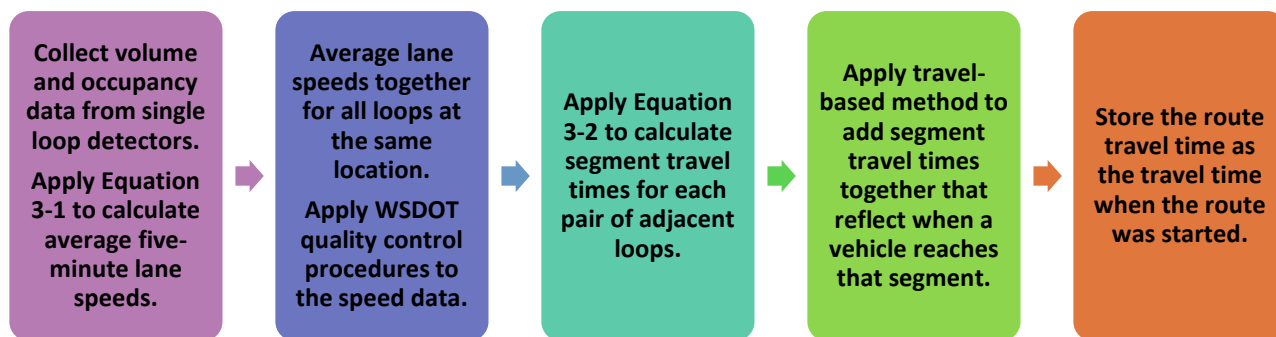 Collect volume
and occupancy
data from single
loop detectors.
Apply Equation
3-1 to calculate
average five-
minute lane
speeds.
Average lane
speeds together
for all loops at
the same
location.
Apply WSDOT
quality control
procedures to
the speed data.
Apply Equation
3-2 to calculate
segment travel
times for each
pair of adjacent
loops.
Apply travel-
based method to
add segment
travel times
together that
reflect when a
vehicle reaches
that segment.
Store the route
travel time as
the travel time
when the route
was started.